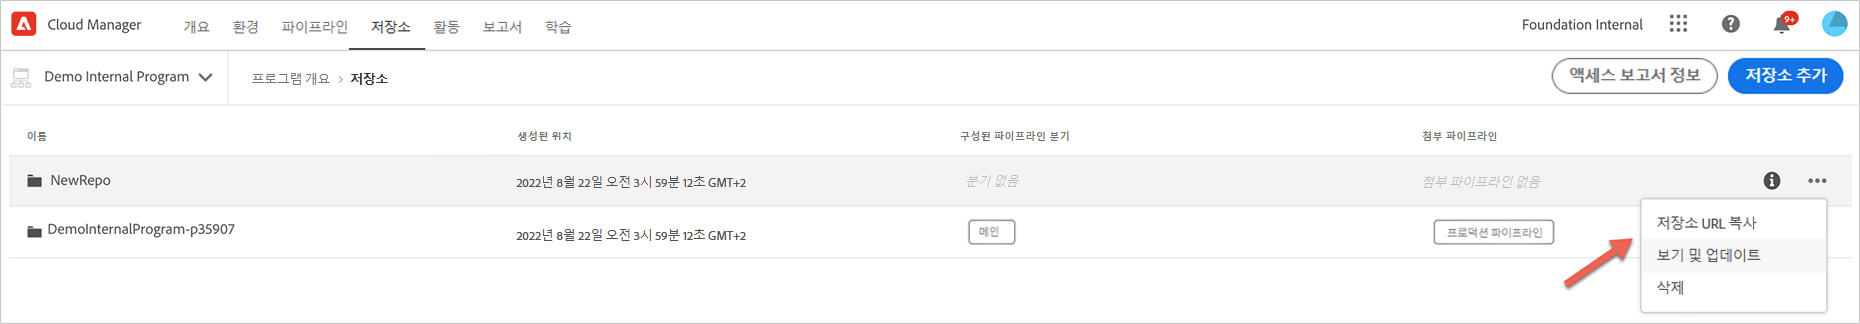 Cloud Manager 개요 환경 파이프라인 저장소 활동 보고서 학습 Foundation Internal 9+
Demo Internal Program 프로그램 개요 > 저장소 액세스 보고서 정보 저장소 추가
이름 생성된 위치 구성된 파이프라인 분기 첨부 파이프라인
NewRepo 2022년 8월 22일 오전 3시 59분 12초 GMT+2 분기 없음 첨부 파이프라인 없음
DemoInternalProgram-p35907 2022년 8월 22일 오전 3시 59분 12초 GMT+2 메인 프로덕션 파이프라인
저장소 URL 복사
보기 및 업데이트
삭제